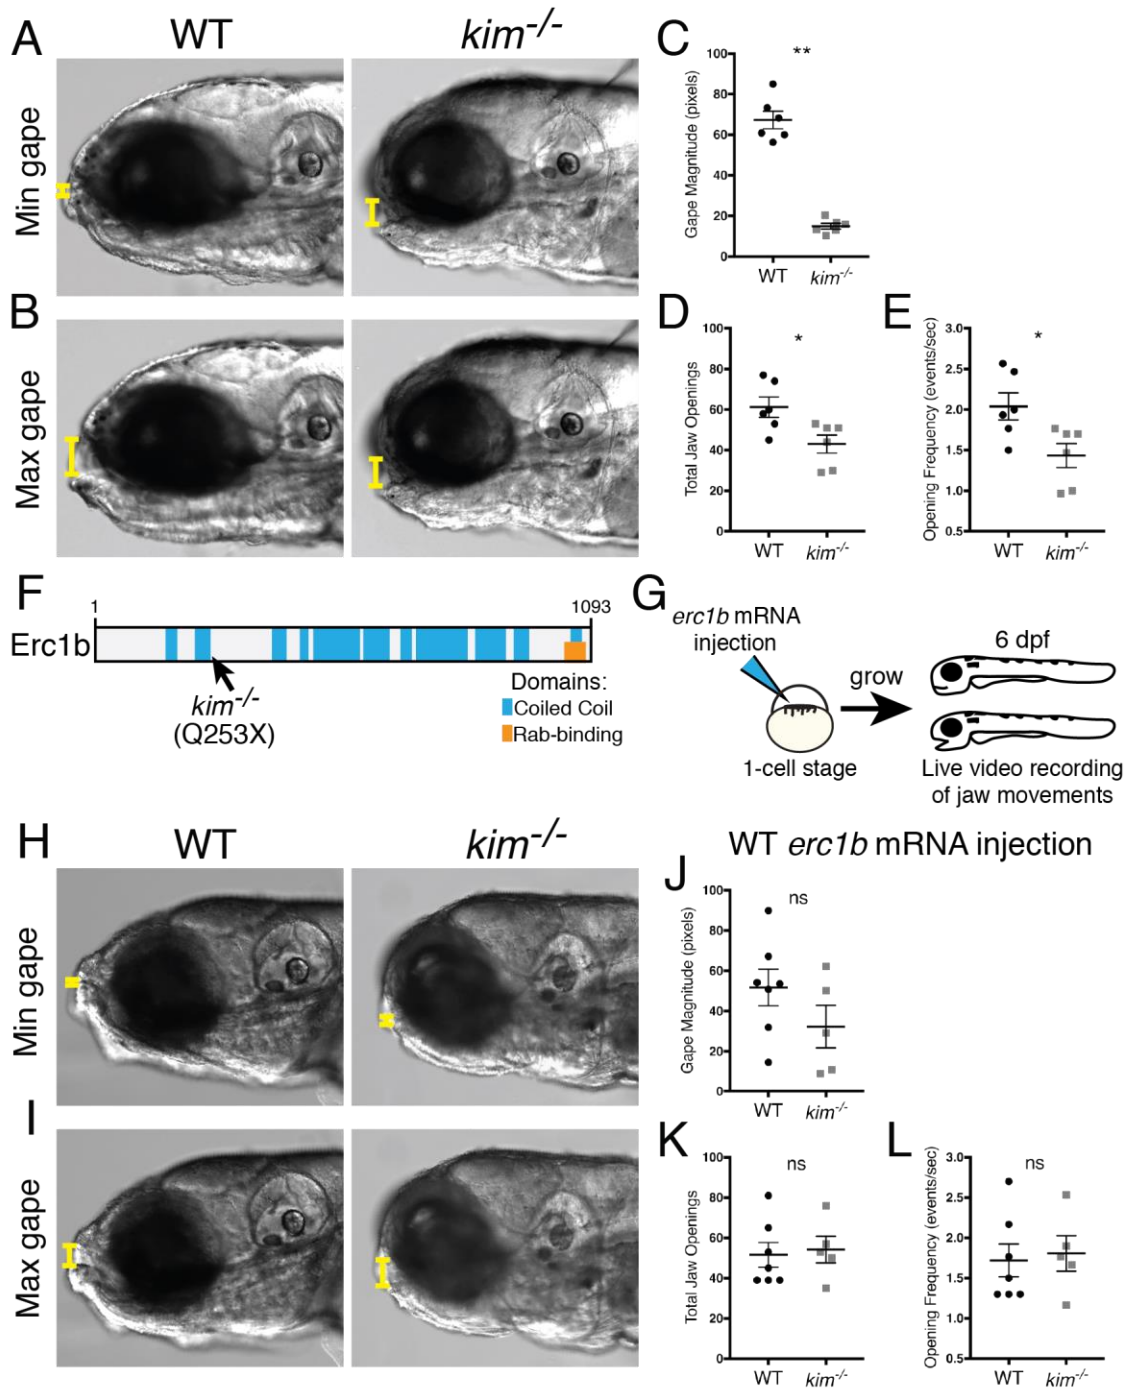 A
WT
kim-/-
Min gape
B
Max gape
C
**
Gape Magnitude (pixels)
100
80
60
40
20
0
WT
kim-/-
D
*
Total Jaw Openings
100
80
60
40
20
0
WT
kim-/-
E
*
Opening Frequency (events/sec)
3.0
2.5
2.0
1.5
1.0
0.5
WT
kim-/-
F
1
1093
Erc1b
kim-/-
(Q253X)
Domains:
Coiled Coil
Rab-binding
G
erc1b mRNA
injection
1-cell stage
grow
6 dpf
Live video recording
of jaw movements
H
WT
kim-/-
Min gape
I
Max gape
WT erc1b mRNA injection
J
ns
Gape Magnitude (pixels)
100
80
60
40
20
0
WT
kim-/-
K
ns
Total Jaw Openings
100
80
60
40
20
0
WT
kim-/-
L
ns
Opening Frequency (events/sec)
3.0
2.5
2.0
1.5
1.0
0.5
WT
kim-/-